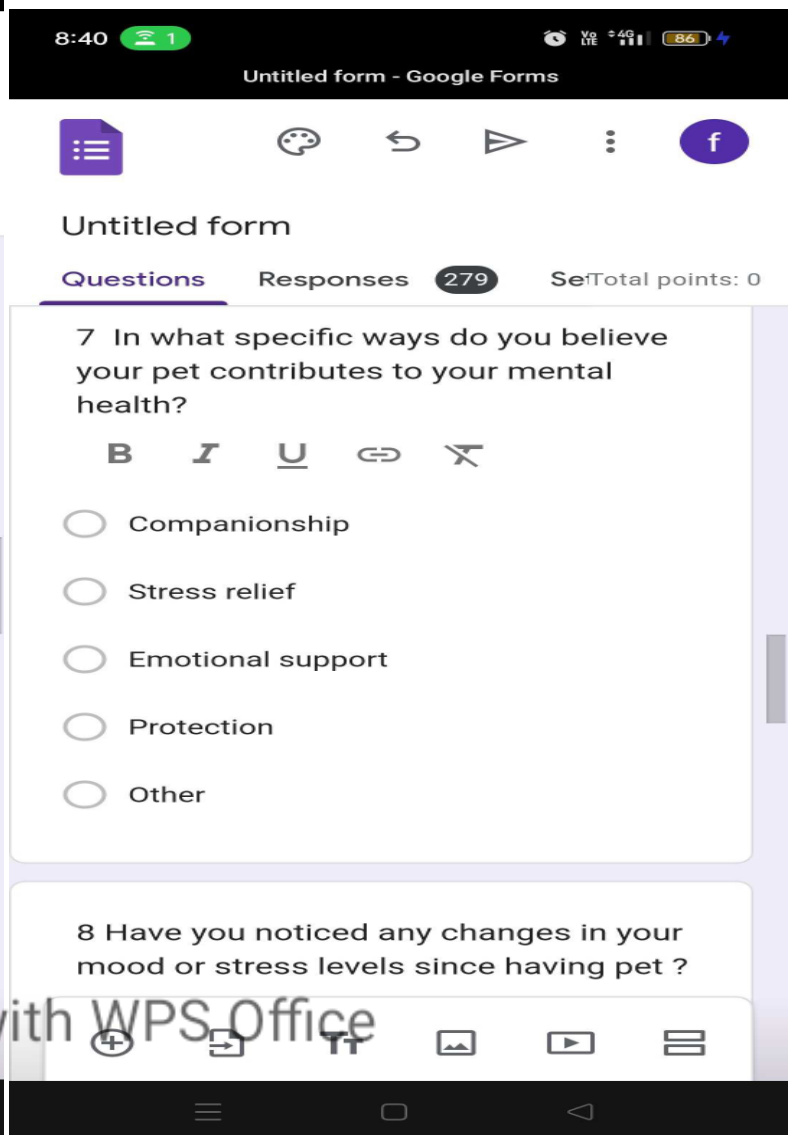 8:40 1 Vo LTE 4G 86
Untitled form - Google Forms
f
Untitled form
Questions Responses 279 Se Total points: 0
7 In what specific ways do you believe
your pet contributes to your mental
health?
B I U
Companionship
Stress relief
Emotional support
Protection
Other
8 Have you noticed any changes in your
mood or stress levels since having pet ?
ith WPS Office
TT